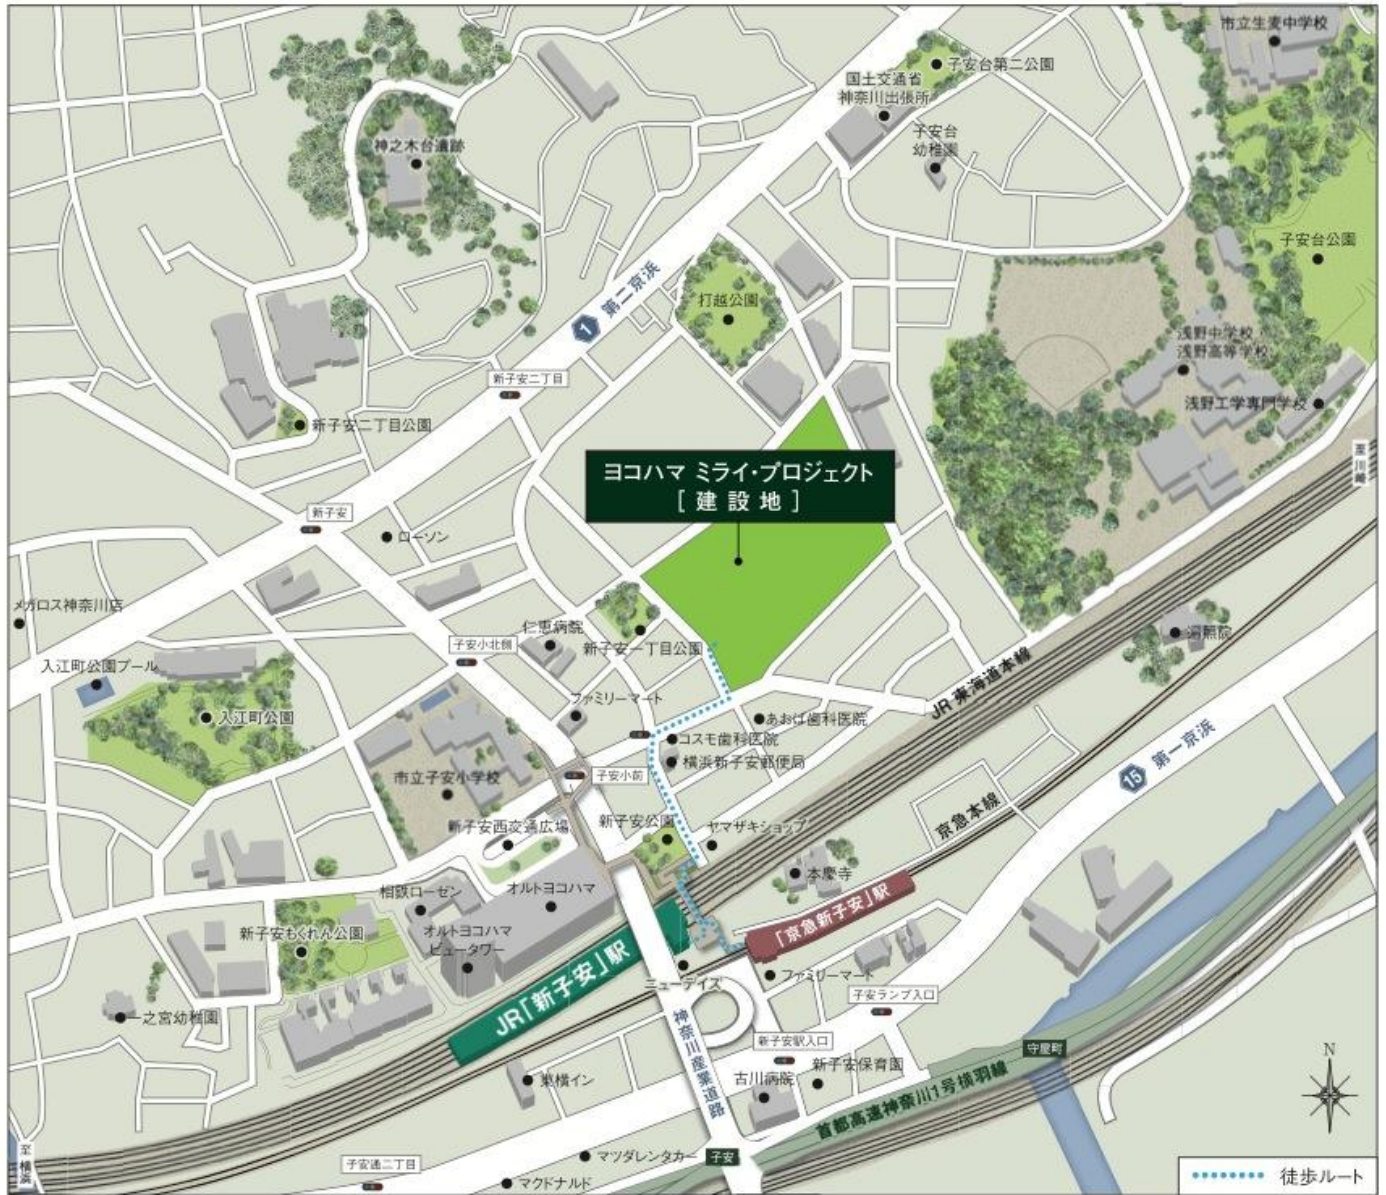 市立生麦中学校
子安台第二公園
国土交通省
神奈川出張所
子安台
幼稚園
神之木台遺跡
子安台公園
1 第二京浜
打越公園
浅野中学校
浅野高等学校
浅野工学専門学校
新子安二丁目
新子安二丁目公園
ヨコハマ ミライ・プロジェクト
[ 建設地 ]
至川崎
新子安
ローソン
メガロス神奈川店
入江町公園プール
入江町公園
子安小北側
仁恵病院
新子安一丁目公園
遍照院
ファミリーマート
JR 東海道本線
あおば歯科医院
コスモ歯科医院
横浜新子安郵便局
15 第一京浜
子安小前
市立子安小学校
新子安西交通広場
新子安公園
ヤマザキショップ
京急本線
本慶寺
相鉄ローゼン
オルトヨコハマ
オルトヨコハマ
ビュータワー
新子安もくれん公園
「京急新子安」駅
JR「新子安」駅
ニューデイズ
ファミリーマート
子安ランプ入口
一之宮幼稚園
神奈川産業道路
新子安駅入口
守屋町
新子安保育園
古川病院
東横イン
首都高速神奈川1号横羽線
N
至横浜
子安通二丁目
マツダレンタカー
子安
マクドナルド
徒歩ルート